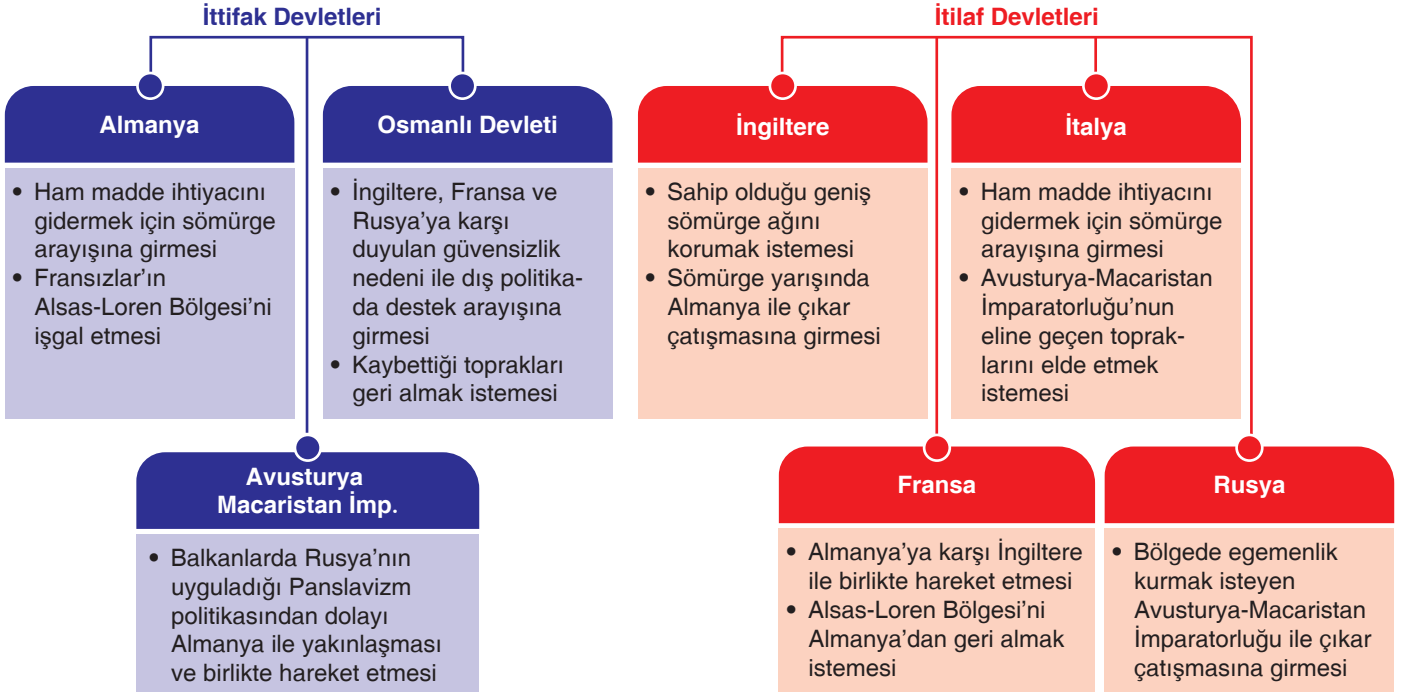 İttifak Devletleri
Almanya
• Ham madde ihtiyacını
gidermek için sömürge
arayışına girmesi
• Fransızlar’ın
Alsas-Loren Bölgesi’ni
işgal etmesi
Osmanlı Devleti
• İngiltere, Fransa ve
Rusya’ya karşı
duyulan güvensizlik
nedeni ile dış politika-
da destek arayışına
girmesi
• Kaybettiği toprakları
geri almak istemesi
Avusturya
Macaristan İmp.
• Balkanlarda Rusya’nın
uyguladığı Panslavizm
politikasından dolayı
Almanya ile yakınlaşması
ve birlikte hareket etmesi
İtilaf Devletleri
İngiltere
• Sahip olduğu geniş
sömürge ağını
korumak istemesi
• Sömürge yarışında
Almanya ile çıkar
çatışmasına girmesi
İtalya
• Ham madde ihtiyacını
gidermek için sömürge
arayışına girmesi
• Avusturya-Macaristan
İmparatorluğu’nun
eline geçen toprak-
larını elde etmek
istemesi
Fransa
• Almanya’ya karşı İngiltere
ile birlikte hareket etmesi
• Alsas-Loren Bölgesi’ni
Almanya’dan geri almak
istemesi
Rusya
• Bölgede egemenlik
kurmak isteyen
Avusturya-Macaristan
İmparatorluğu ile çıkar
çatışmasına girmesi